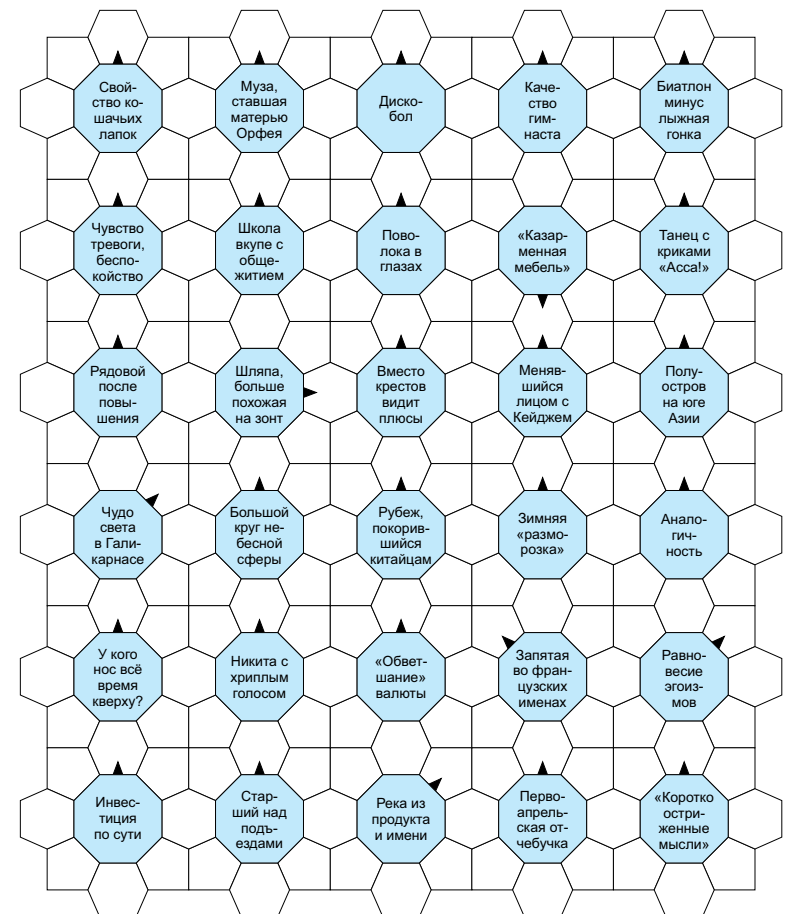 Свой-
ство ко-
шачьих
лапок
Муза,
ставшая
матерью
Орфея
Диско-
бол
Каче-
ство
гим-
наста
Биатлон
минус
лыжная
гонка
Чувство
тревоги,
беспо-
койство
Школа
вкупе с
обще-
житием
Пово-
лока в
глазах
«Казар-
менная
мебель»
Танец с
криками
«Асса!»
Рядовой
после
повы-
шения
Шляпа,
больше
похожая
на зонт
Вместо
крестов
видит
плюсы
Меняв-
шийся
лицом с
Кейджем
Полу-
остров
на юге
Азии
Чудо
света
в Гали-
карнасе
Большой
круг не-
бесной
сферы
Рубеж,
покорив-
шийся
китайцам
Зимняя
«размо-
розка»
Анало-
гич-
ность
У кого
нос всё
время
кверху?
Никита с
хриплым
голосом
«Обвет-
шание»
валюты
Запятая
во фран-
цузских
именах
Равно-
весие
эгоиз-
мов
Инвес-
тиция
по сути
Стар-
ший над
подъ-
ездами
Река из
продукта
и имени
Перво-
апрель-
ская от-
чебучка
«Коротко
остри-
женные
мысли»